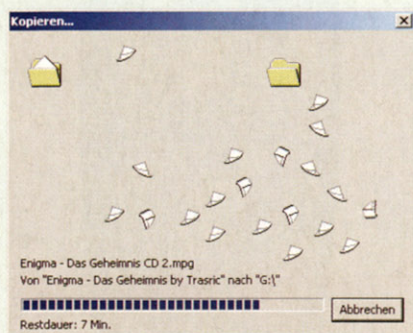 Kopieren...
Enigma - Das Geheimnis CD 2.mpg
Von "Enigma - Das Geheimnis by Trasric" nach "G:\"
Abbrechen
Restdauer: 7 Min.